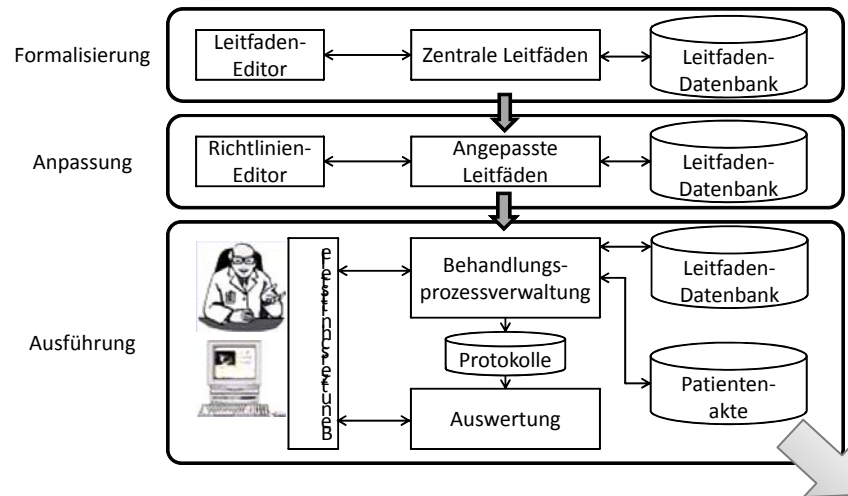 Formalisierung
Leitfaden-
Editor
Zentrale Leitfäden
Leitfaden-
Datenbank
Anpassung
Richtlinien-
Editor
Angepasste
Leitfäden
Leitfaden-
Datenbank
Ausführung
Benutzerschnittstelle
Behandlungs-
prozessverwaltung
Leitfaden-
Datenbank
Protokolle
Patienten-
akte
Auswertung